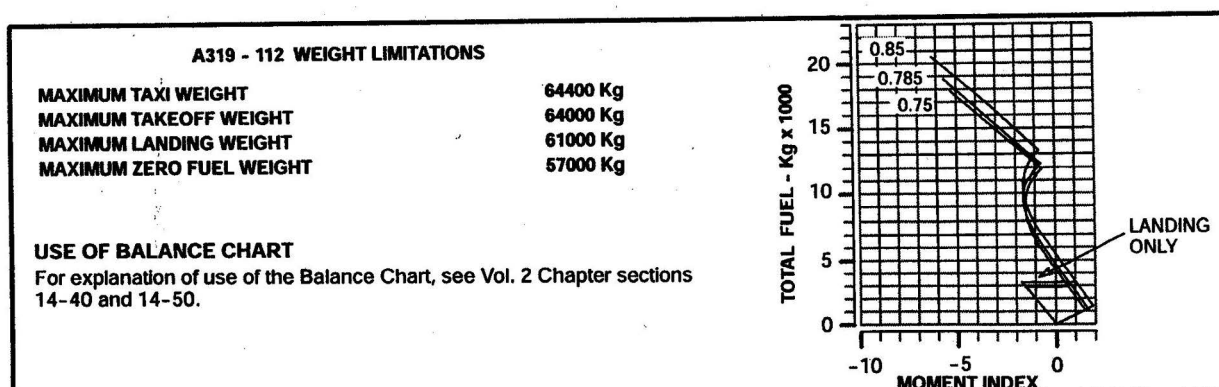 A319 - 112 WEIGHT LIMITATIONS
MAXIMUM TAXI WEIGHT 64400 Kg
MAXIMUM TAKEOFF WEIGHT 64000 Kg
MAXIMUM LANDING WEIGHT 61000 Kg
MAXIMUM ZERO FUEL WEIGHT 57000 Kg
USE OF BALANCE CHART
For explanation of use of the Balance Chart, see Vol. 2 Chapter sections
14-40 and 14-50.
TOTAL FUEL - Kg x 1000
20
15
10
5
0
0.85
0.785
0.75
LANDING
ONLY
-10 -5 0
MOMENT INDEX